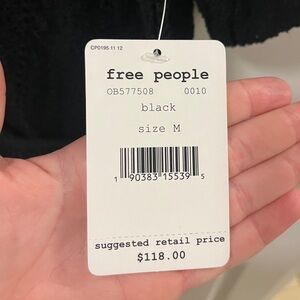 CP0195 11 12
free people
OB577508 0010
black
size M
1 90383 15539 5
suggested retail price
$118.00